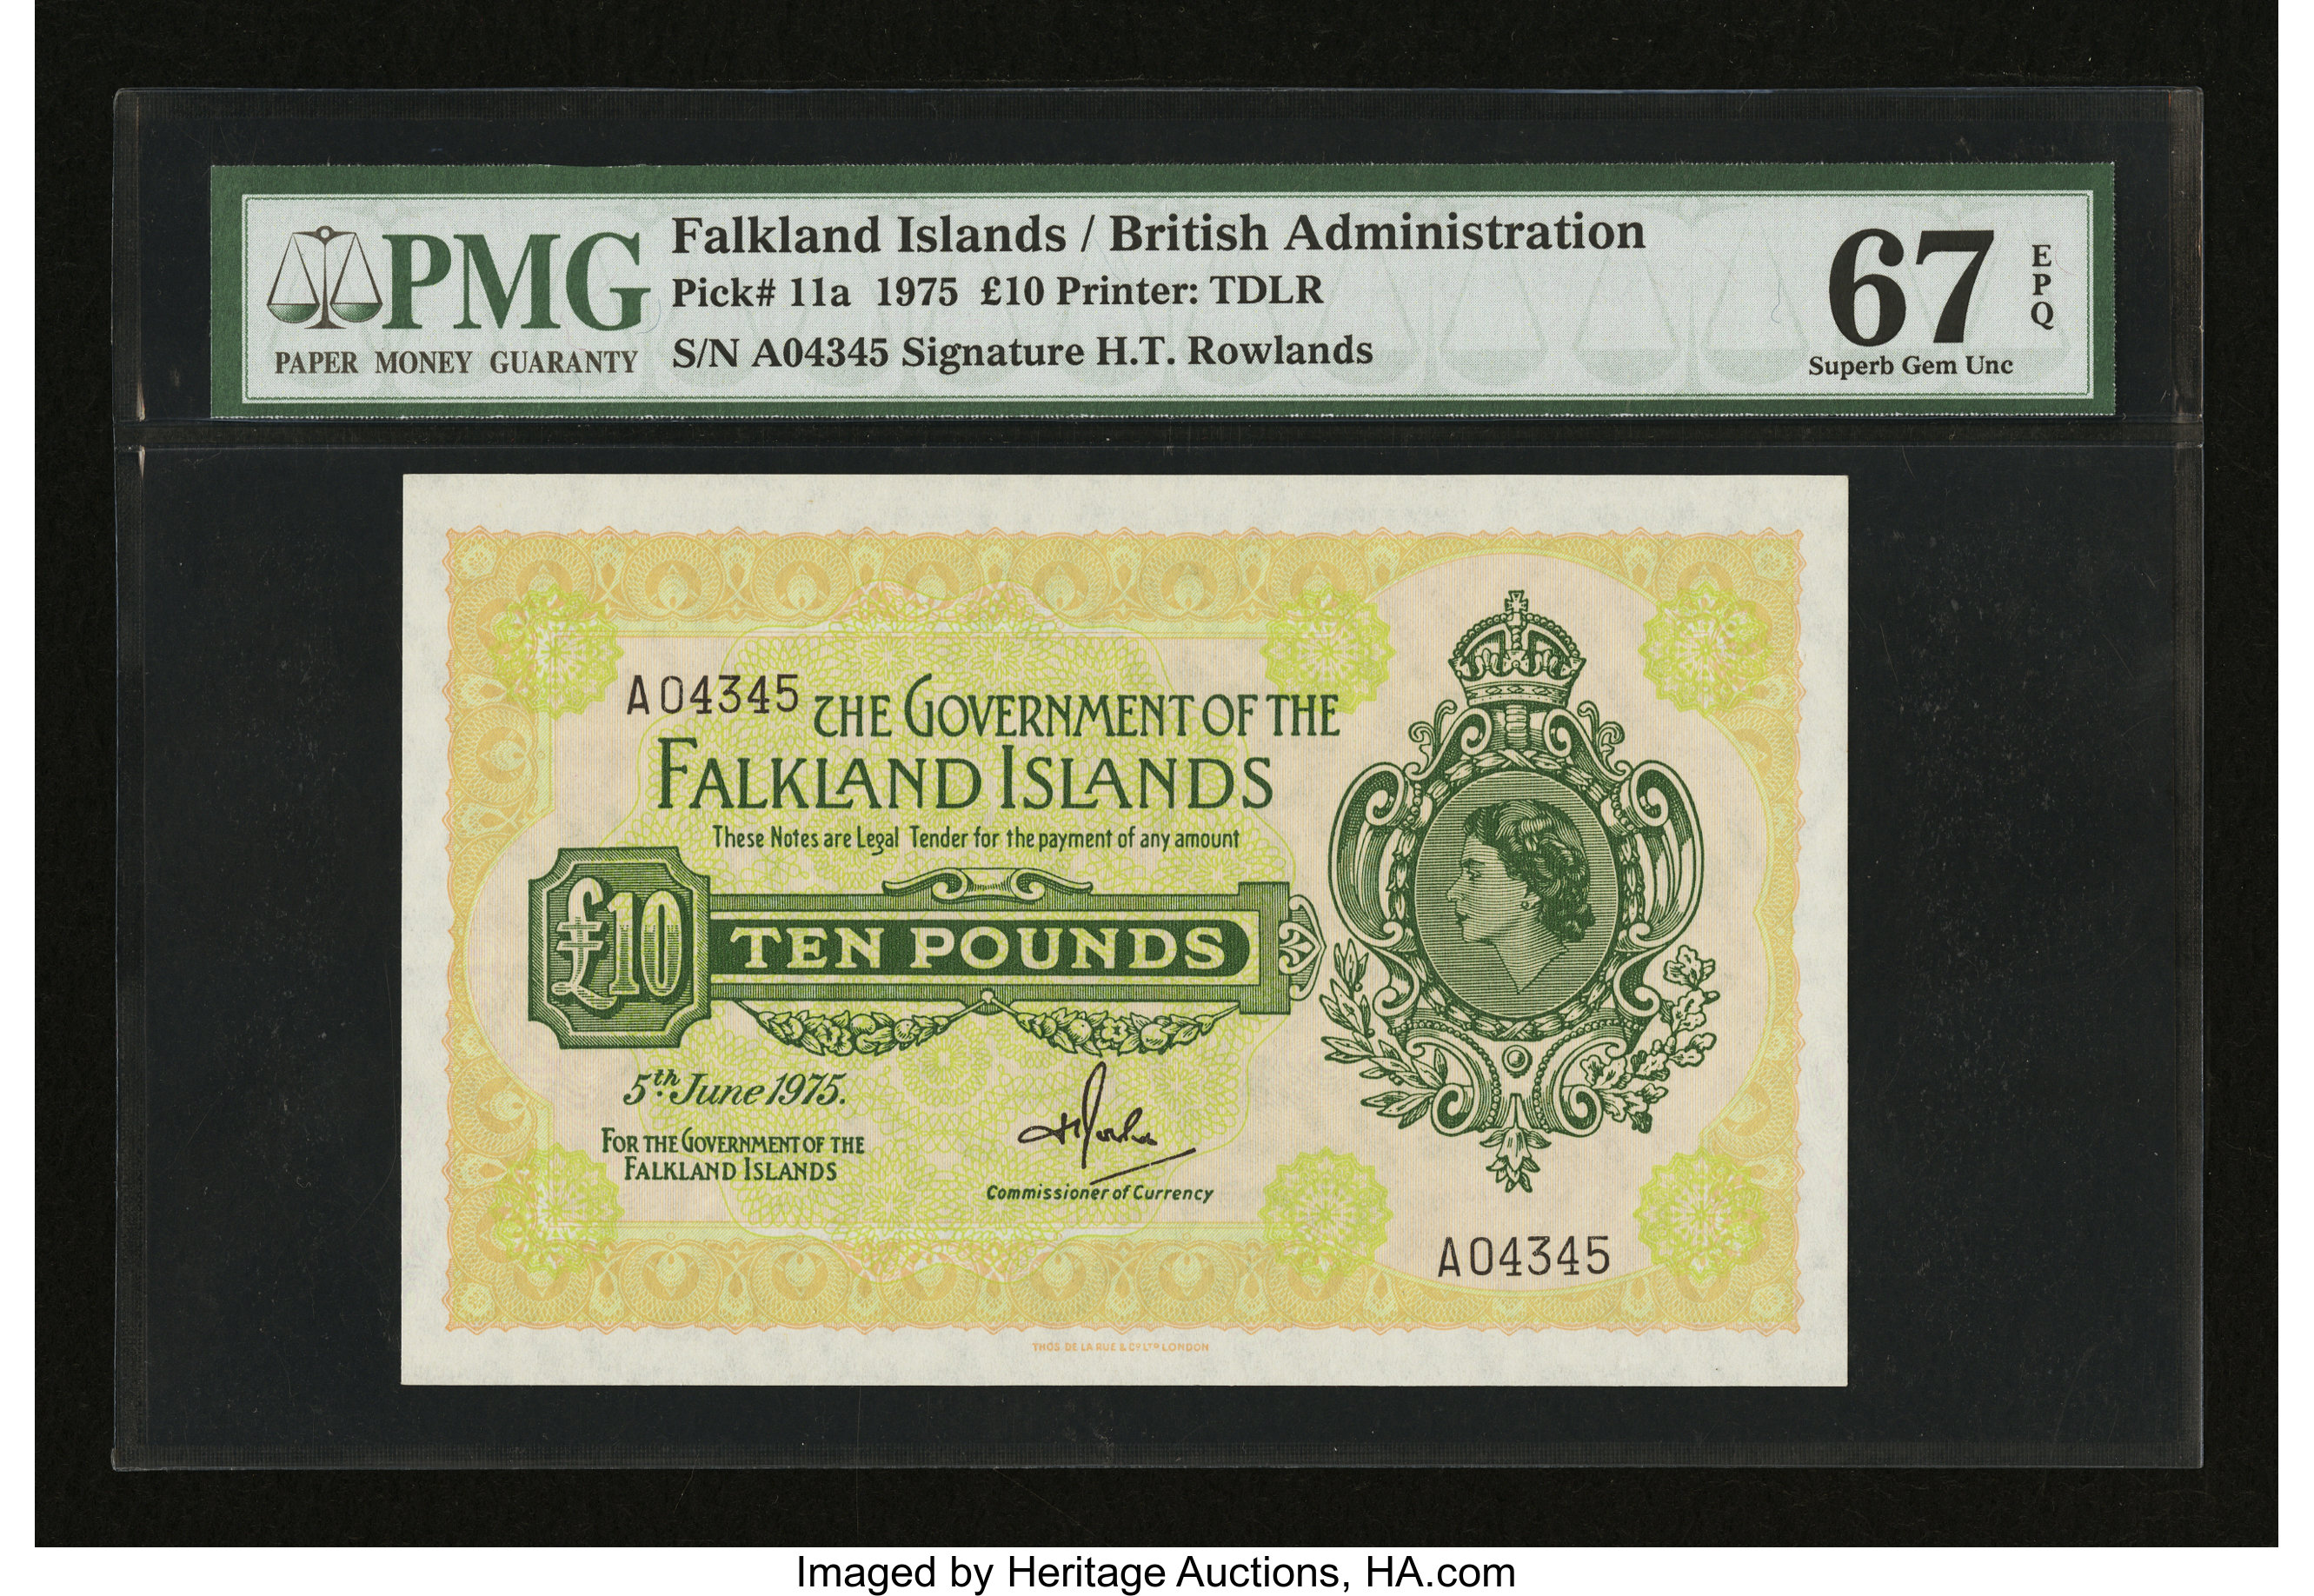 PMG
PAPER MONEY GUARANTY
Falkland Islands / British Administration
Pick# 11a 1975 £10 Printer: TDLR
S/N A04345 Signature H.T. Rowlands
67
EPQ
Superb Gem Unc
A04345
THE GOVERNMENT OF THE
FALKLAND ISLANDS
These Notes are Legal Tender for the payment of any amount
£10
TEN POUNDS
5th June 1975.
FOR THE GOVERNMENT OF THE
FALKLAND ISLANDS
Commissioner of Currency
A04345
THOS. DE LA RUE & CO. LTD. LONDON
Imaged by Heritage Auctions, HA.com